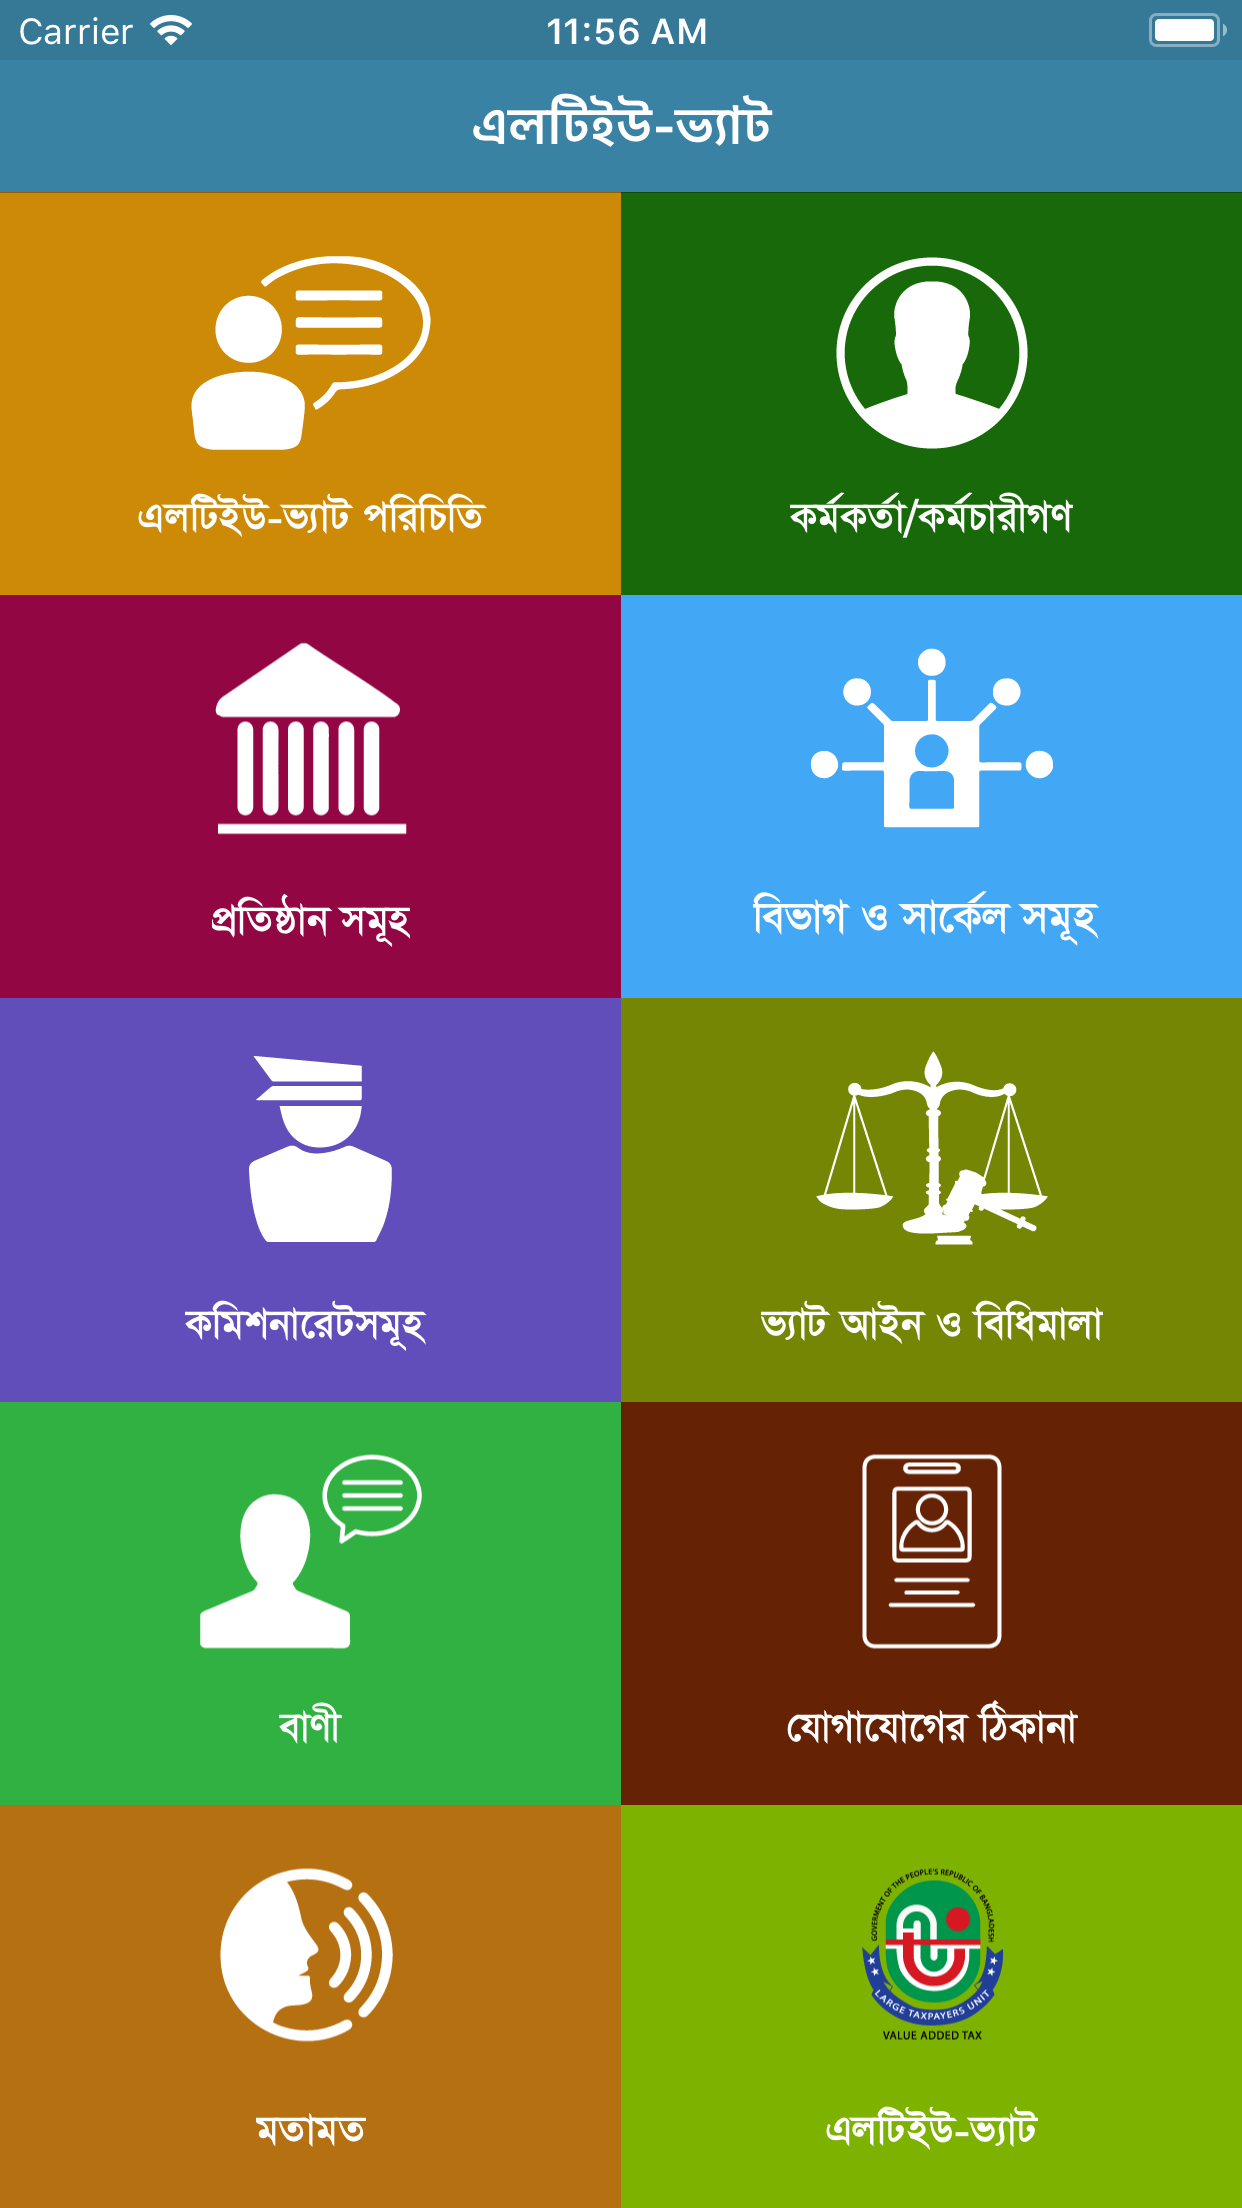 Carrier 11:56 AM
এলটিইউ-ভ্যাট
এলটিইউ-ভ্যাট পরিচিতি
কর্মকর্তা/কর্মচারীগণ
প্রতিষ্ঠান সমূহ
বিভাগ ও সার্কেল সমূহ
কমিশনারেটসমূহ
ভ্যাট আইন ও বিধিমালা
বাণী
যোগাযোগের ঠিকানা
মতামত
GOVERMENT OF THE PEOPLE'S REPUBLIC OF BANGLADESH
LARGE TAXPAYERS UNIT
VALUE ADDED TAX
এলটিইউ-ভ্যাট